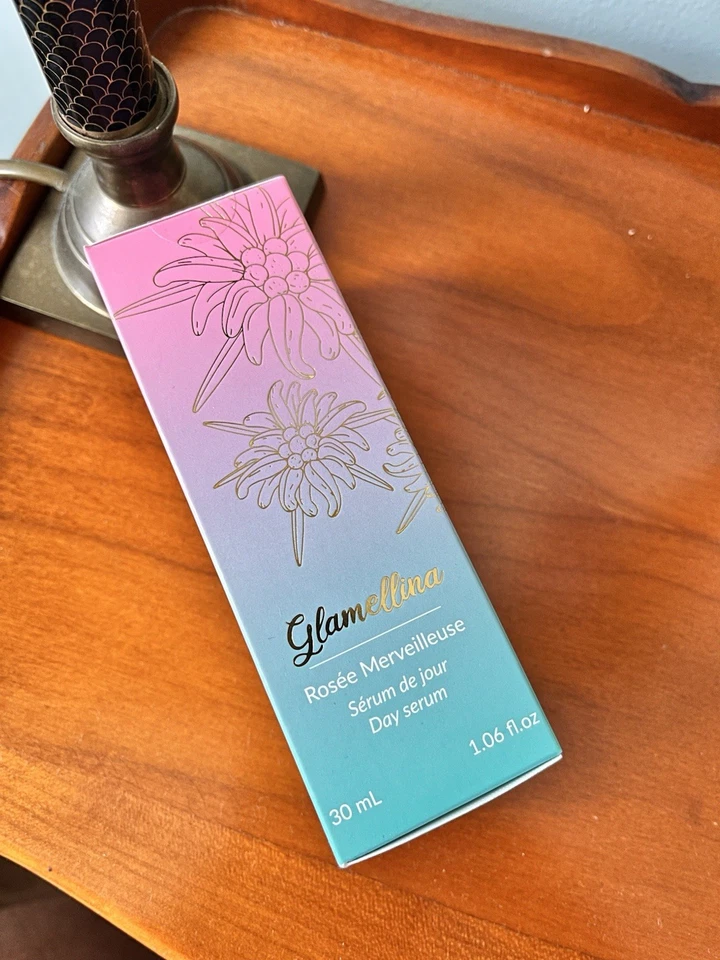 Glamellina
Rosée Merveilleuse
Sérum de jour
Day serum
30 mL
1.06 fl.oz